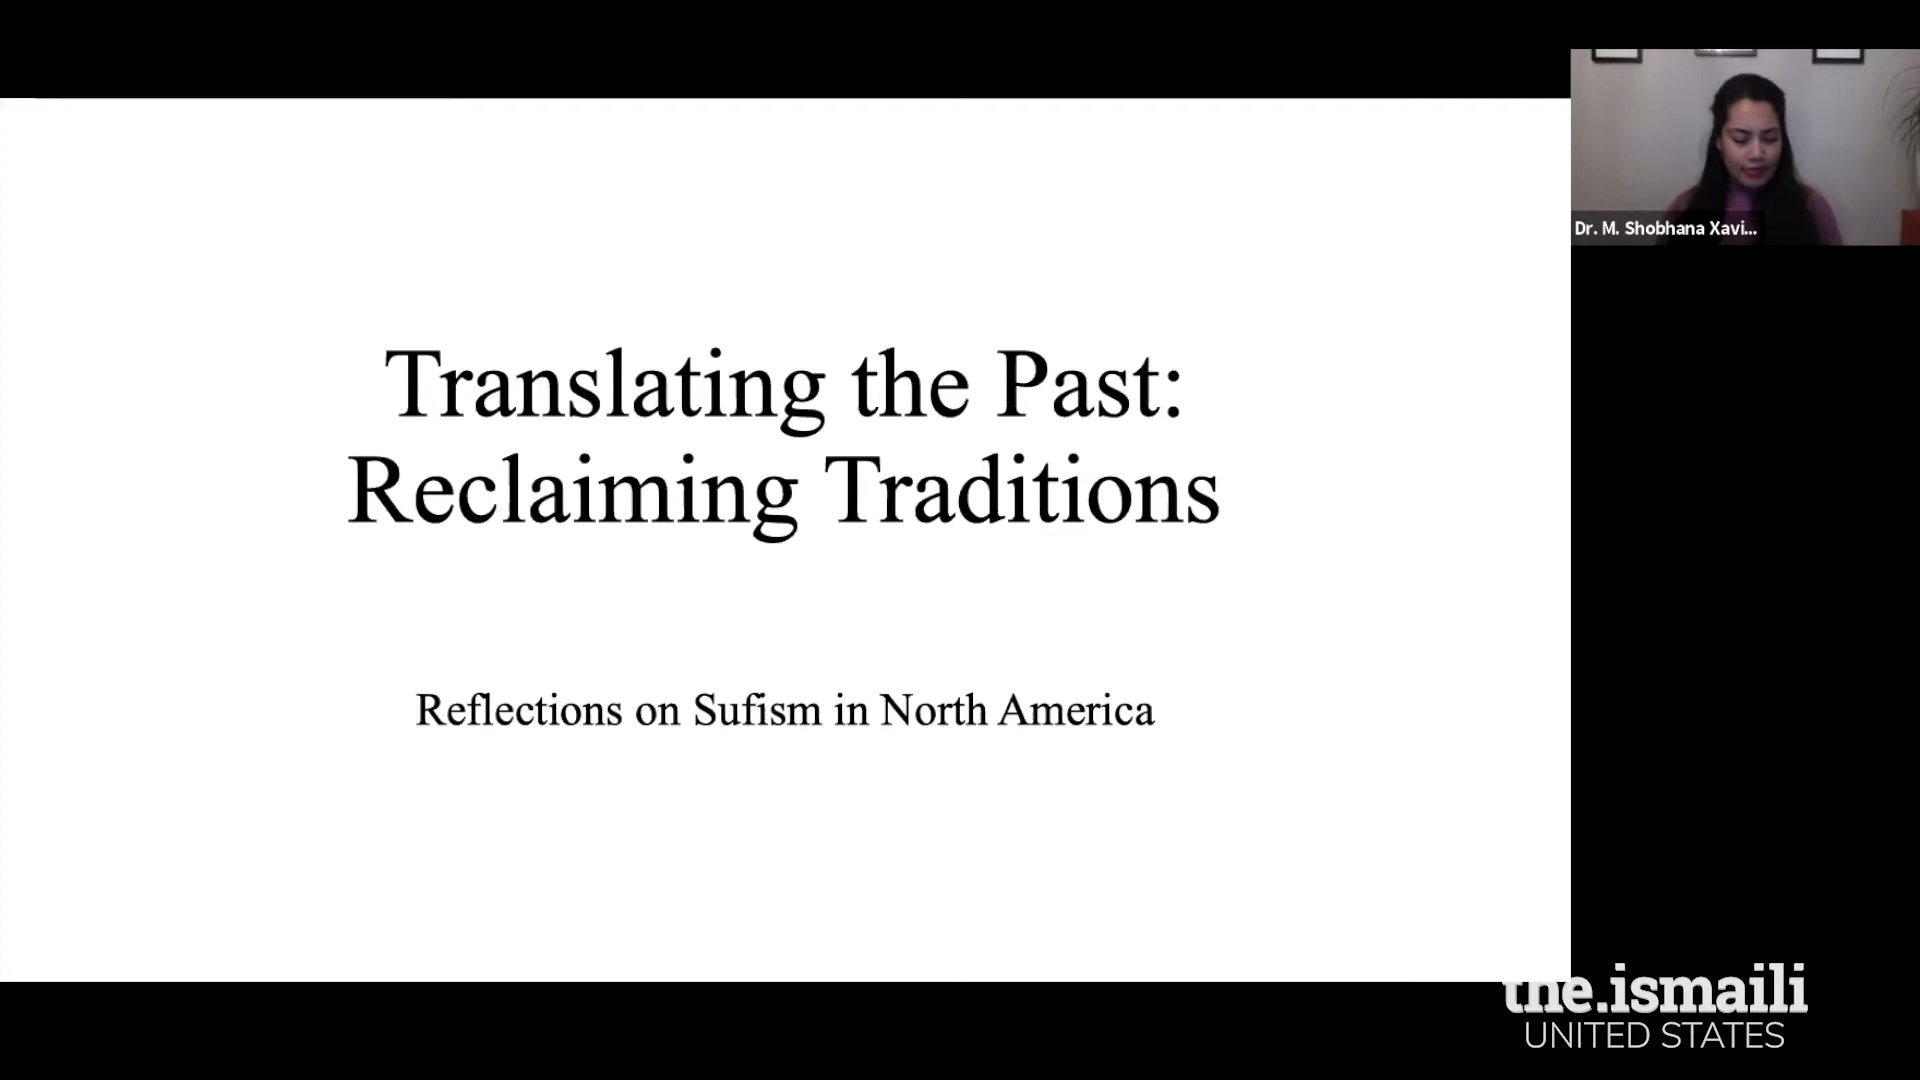 Translating the Past:
Reclaiming Traditions
Reflections on Sufism in North America
Dr. M. Shobhana Xavi...
the.ismaili
UNITED STATES